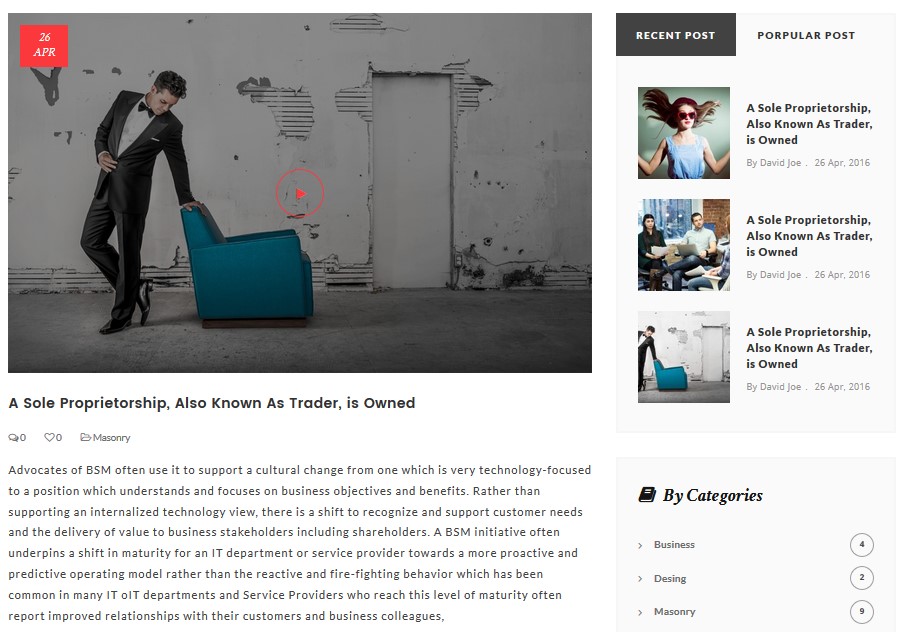 26
APR
A Sole Proprietorship, Also Known As Trader, is Owned
0 0 Masonry
Advocates of BSM often use it to support a cultural change from one which is very technology-focused
to a position which understands and focuses on business objectives and benefits. Rather than
supporting an internalized technology view, there is a shift to recognize and support customer needs
and the delivery of value to business stakeholders including shareholders. A BSM initiative often
underpins a shift in maturity for an IT department or service provider towards a more proactive and
predictive operating model rather than the reactive and fire-fighting behavior which has been
common in many IT oIT departments and Service Providers who reach this level of maturity often
report improved relationships with their customers and business colleagues,
RECENT POST PORPULAR POST
A Sole Proprietorship,
Also Known As Trader,
is Owned
By David Joe . 26 Apr, 2016
A Sole Proprietorship,
Also Known As Trader,
is Owned
By David Joe . 26 Apr, 2016
A Sole Proprietorship,
Also Known As Trader,
is Owned
By David Joe . 26 Apr, 2016
By Categories
Business 4
Desing 2
Masonry 9